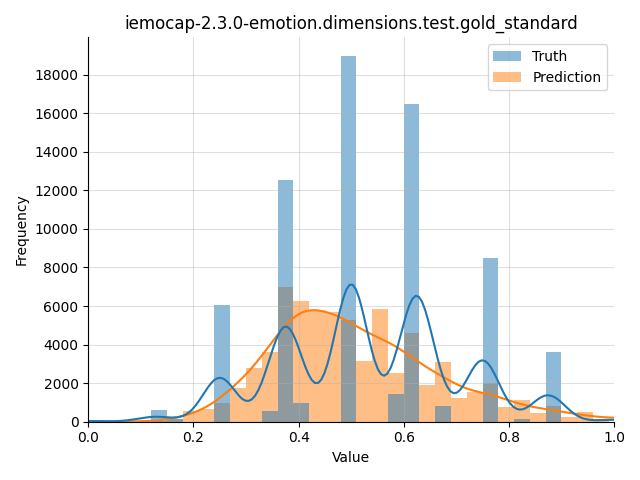 iemocap-2.3.0-emotion.dimensions.test.gold_standard
Truth
Prediction
Frequency
18000
16000
14000
12000
10000
8000
6000
4000
2000
0
0.0 0.2 0.4 0.6 0.8 1.0
Value